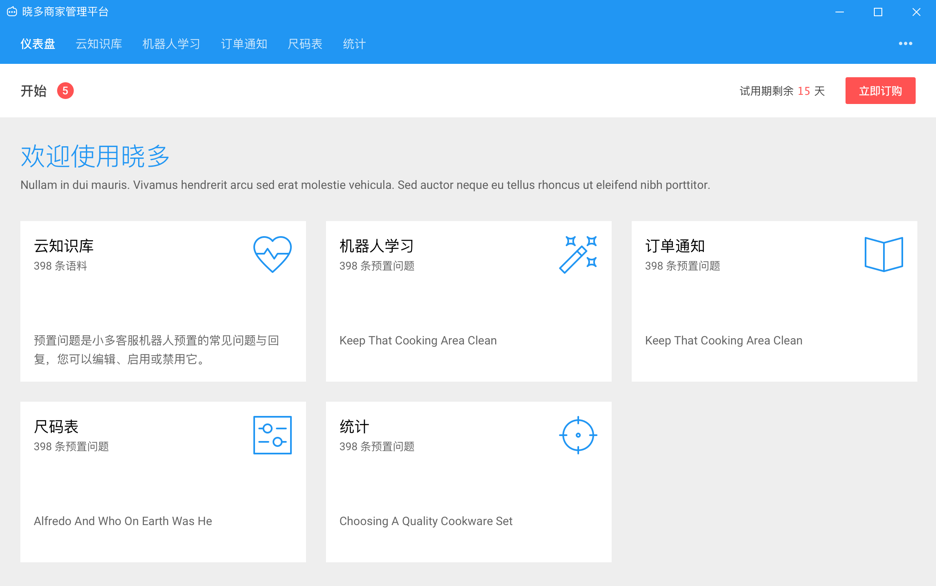 晓多商家管理平台
仪表盘 云知识库 机器人学习 订单通知 尺码表 统计
开始 5 试用期剩余 15 天 立即订购
欢迎使用晓多
Nullam in dui mauris. Vivamus hendrerit arcu sed erat molestie vehicula. Sed auctor neque eu tellus rhoncus ut eleifend nibh porttitor.
云知识库
398 条语料
预置问题是小多客服机器人预置的常见问题与回
复，您可以编辑、启用或禁用它。
机器人学习
398 条预置问题
Keep That Cooking Area Clean
订单通知
398 条预置问题
Keep That Cooking Area Clean
尺码表
398 条预置问题
Alfredo And Who On Earth Was He
统计
398 条预置问题
Choosing A Quality Cookware Set